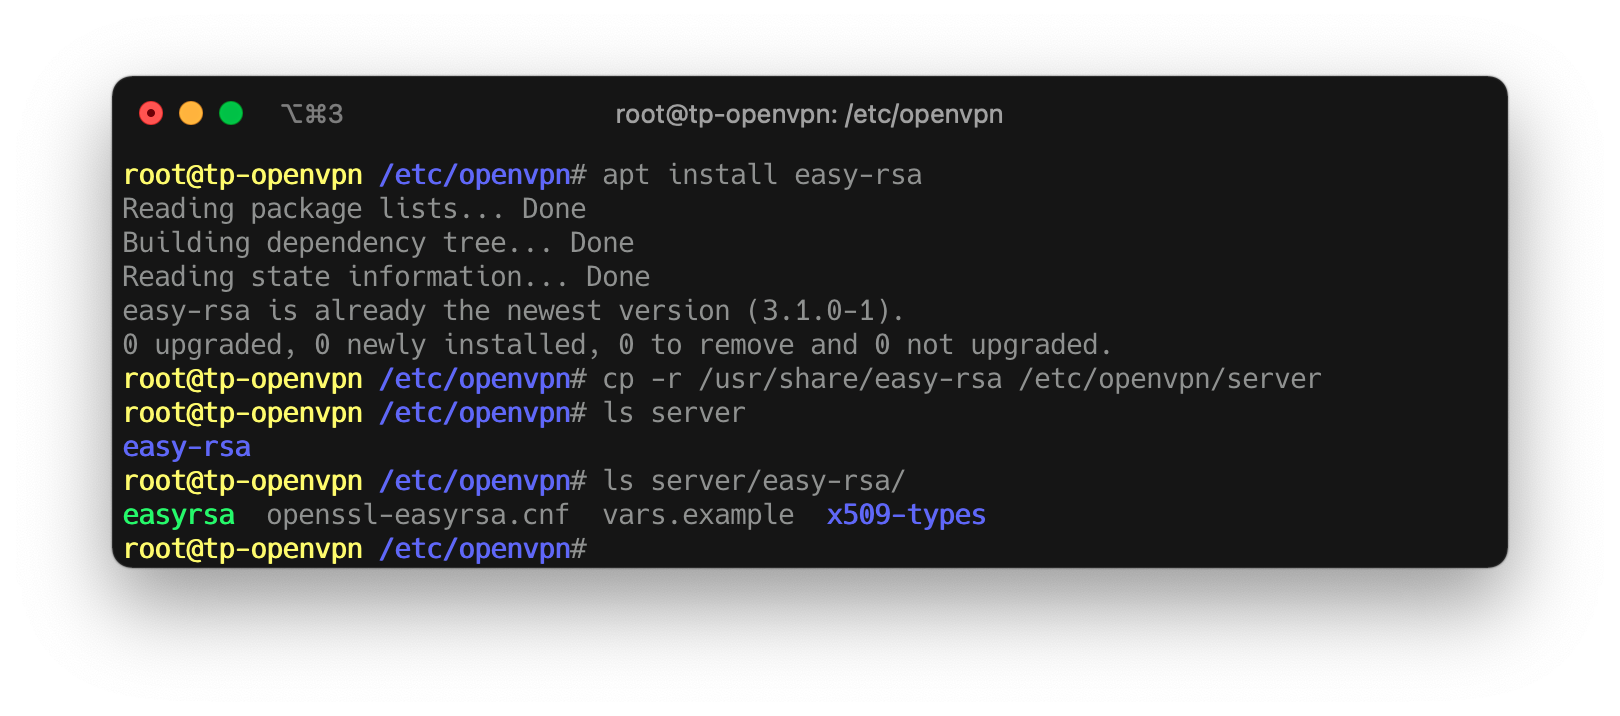 ⌥⌘3 root@tp-openvpn: /etc/openvpn
root@tp-openvpn /etc/openvpn# apt install easy-rsa
Reading package lists... Done
Building dependency tree... Done
Reading state information... Done
easy-rsa is already the newest version (3.1.0-1).
0 upgraded, 0 newly installed, 0 to remove and 0 not upgraded.
root@tp-openvpn /etc/openvpn# cp -r /usr/share/easy-rsa /etc/openvpn/server
root@tp-openvpn /etc/openvpn# ls server
easy-rsa
root@tp-openvpn /etc/openvpn# ls server/easy-rsa/
easyrsa  openssl-easyrsa.cnf  vars.example  x509-types
root@tp-openvpn /etc/openvpn#